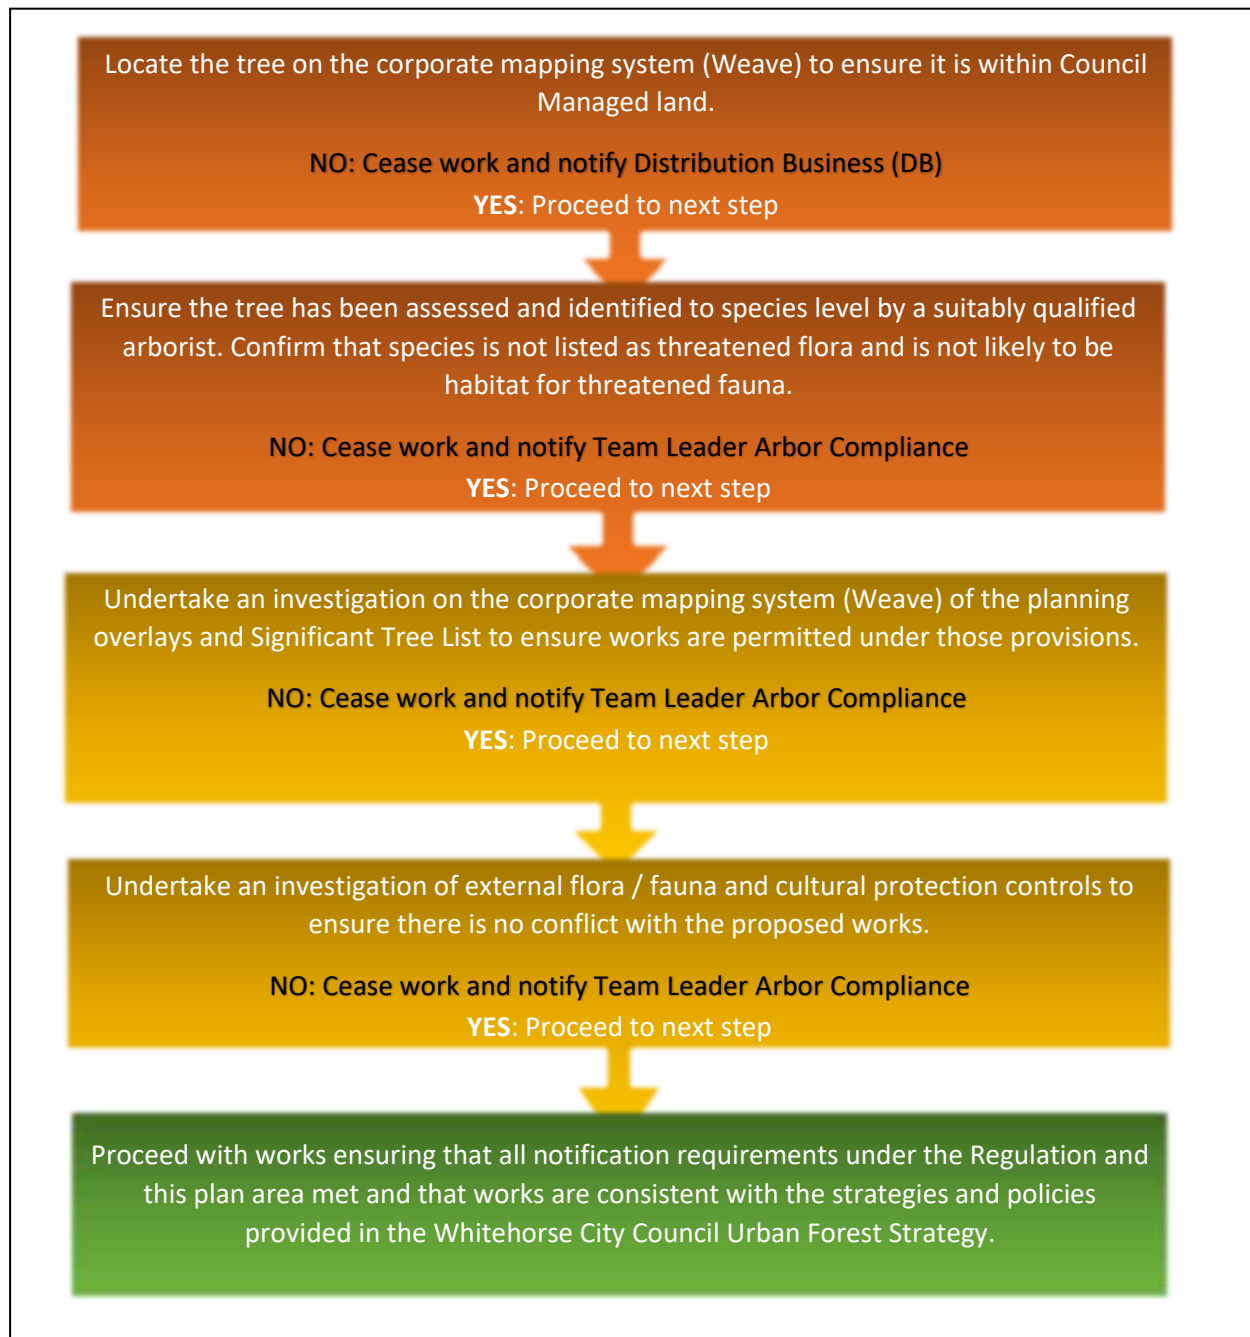 Locate the tree on the corporate mapping system (Weave) to ensure it is within Council
Managed land.
NO: Cease work and notify Distribution Business (DB)
YES: Proceed to next step
Ensure the tree has been assessed and identified to species level by a suitably qualified
arborist. Confirm that species is not listed as threatened flora and is not likely to be
habitat for threatened fauna.
NO: Cease work and notify Team Leader Arbor Compliance
YES: Proceed to next step
Undertake an investigation on the corporate mapping system (Weave) of the planning
overlays and Significant Tree List to ensure works are permitted under those provisions.
NO: Cease work and notify Team Leader Arbor Compliance
YES: Proceed to next step
Undertake an investigation of external flora / fauna and cultural protection controls to
ensure there is no conflict with the proposed works.
NO: Cease work and notify Team Leader Arbor Compliance
YES: Proceed to next step
Proceed with works ensuring that all notification requirements under the Regulation and
this plan area met and that works are consistent with the strategies and policies
provided in the Whitehorse City Council Urban Forest Strategy.